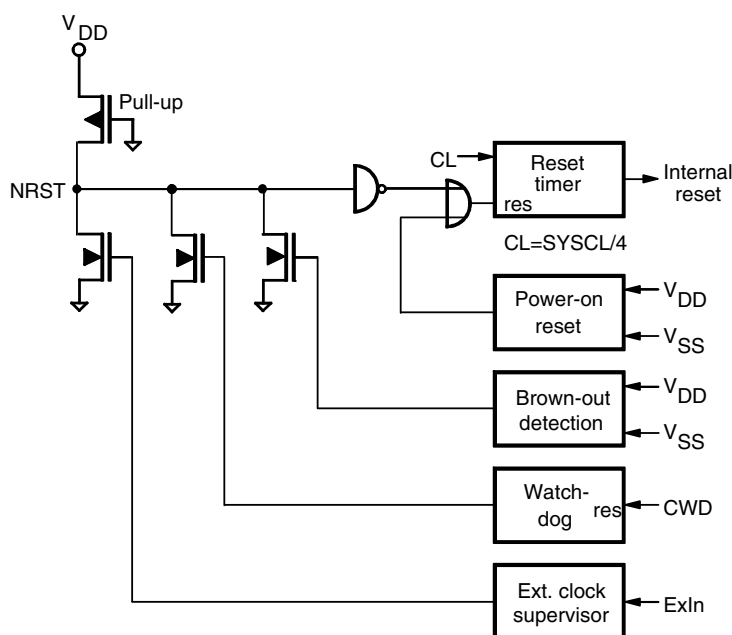 V
DD
Pull-up
NRST
CL
Reset
timer
res
Internal
reset
CL=SYSCL/4
Power-on
reset
V
DD
V
SS
Brown-out
detection
V
DD
V
SS
Watch-
dog
res
CWD
Ext. clock
supervisor
ExIn